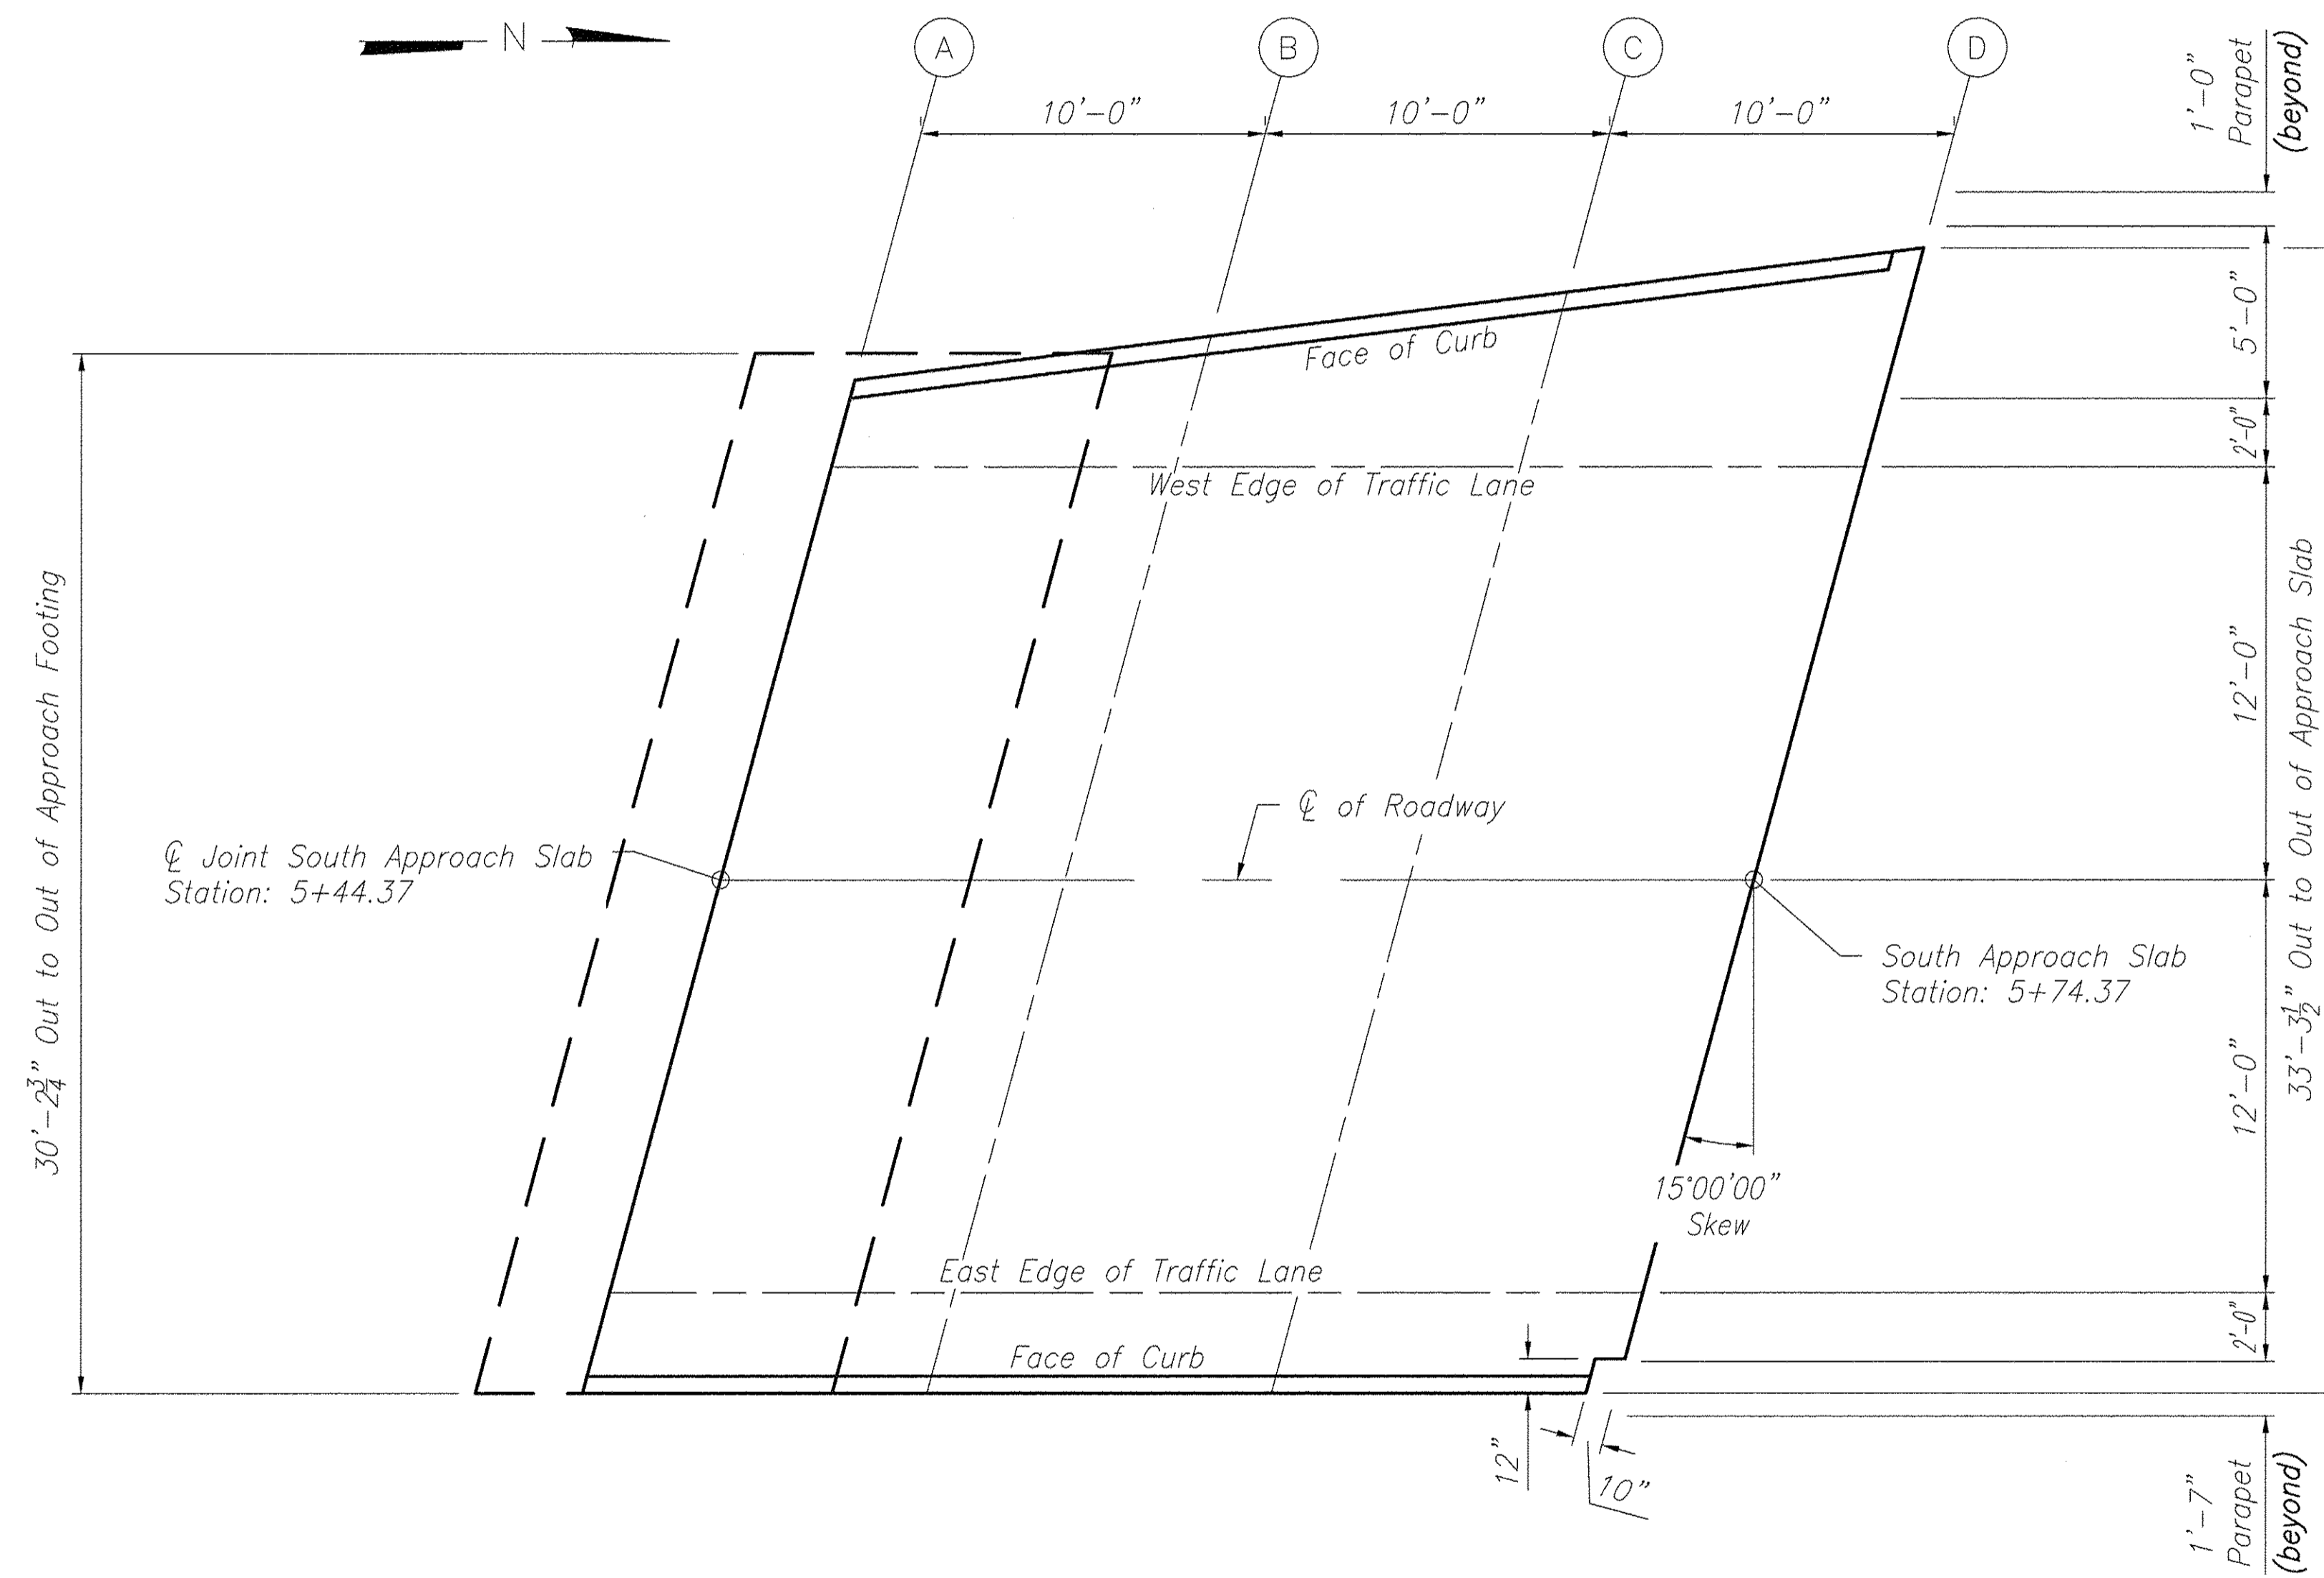 N
A
B
C
D
10'-0"
10'-0"
10'-0"
1'-0"
Parapet
(beyond)
5'-0"
2'-0"
12'-0"
12'-0"
2'-0"
33'-3½" Out to Out of Approach Slab
1'-7"
Parapet
(beyond)
30'-2¾" Out to Out of Approach Footing
Face of Curb
West Edge of Traffic Lane
℄ of Roadway
℄ Joint South Approach Slab
Station: 5+44.37
South Approach Slab
Station: 5+74.37
15°00'00"
Skew
East Edge of Traffic Lane
Face of Curb
12"
10"